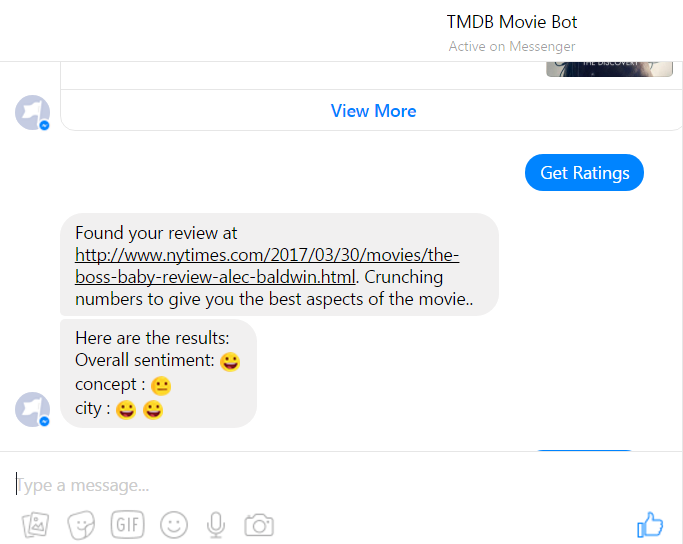 TMDB Movie Bot
Active on Messenger
THE DISCOVERY
View More
Get Ratings
Found your review at
http://www.nytimes.com/2017/03/30/movies/the-
boss-baby-review-alec-baldwin.html. Crunching
numbers to give you the best aspects of the movie..
Here are the results:
Overall sentiment: 😀
concept : 😐
city : 😀 😀
Type a message...
GIF